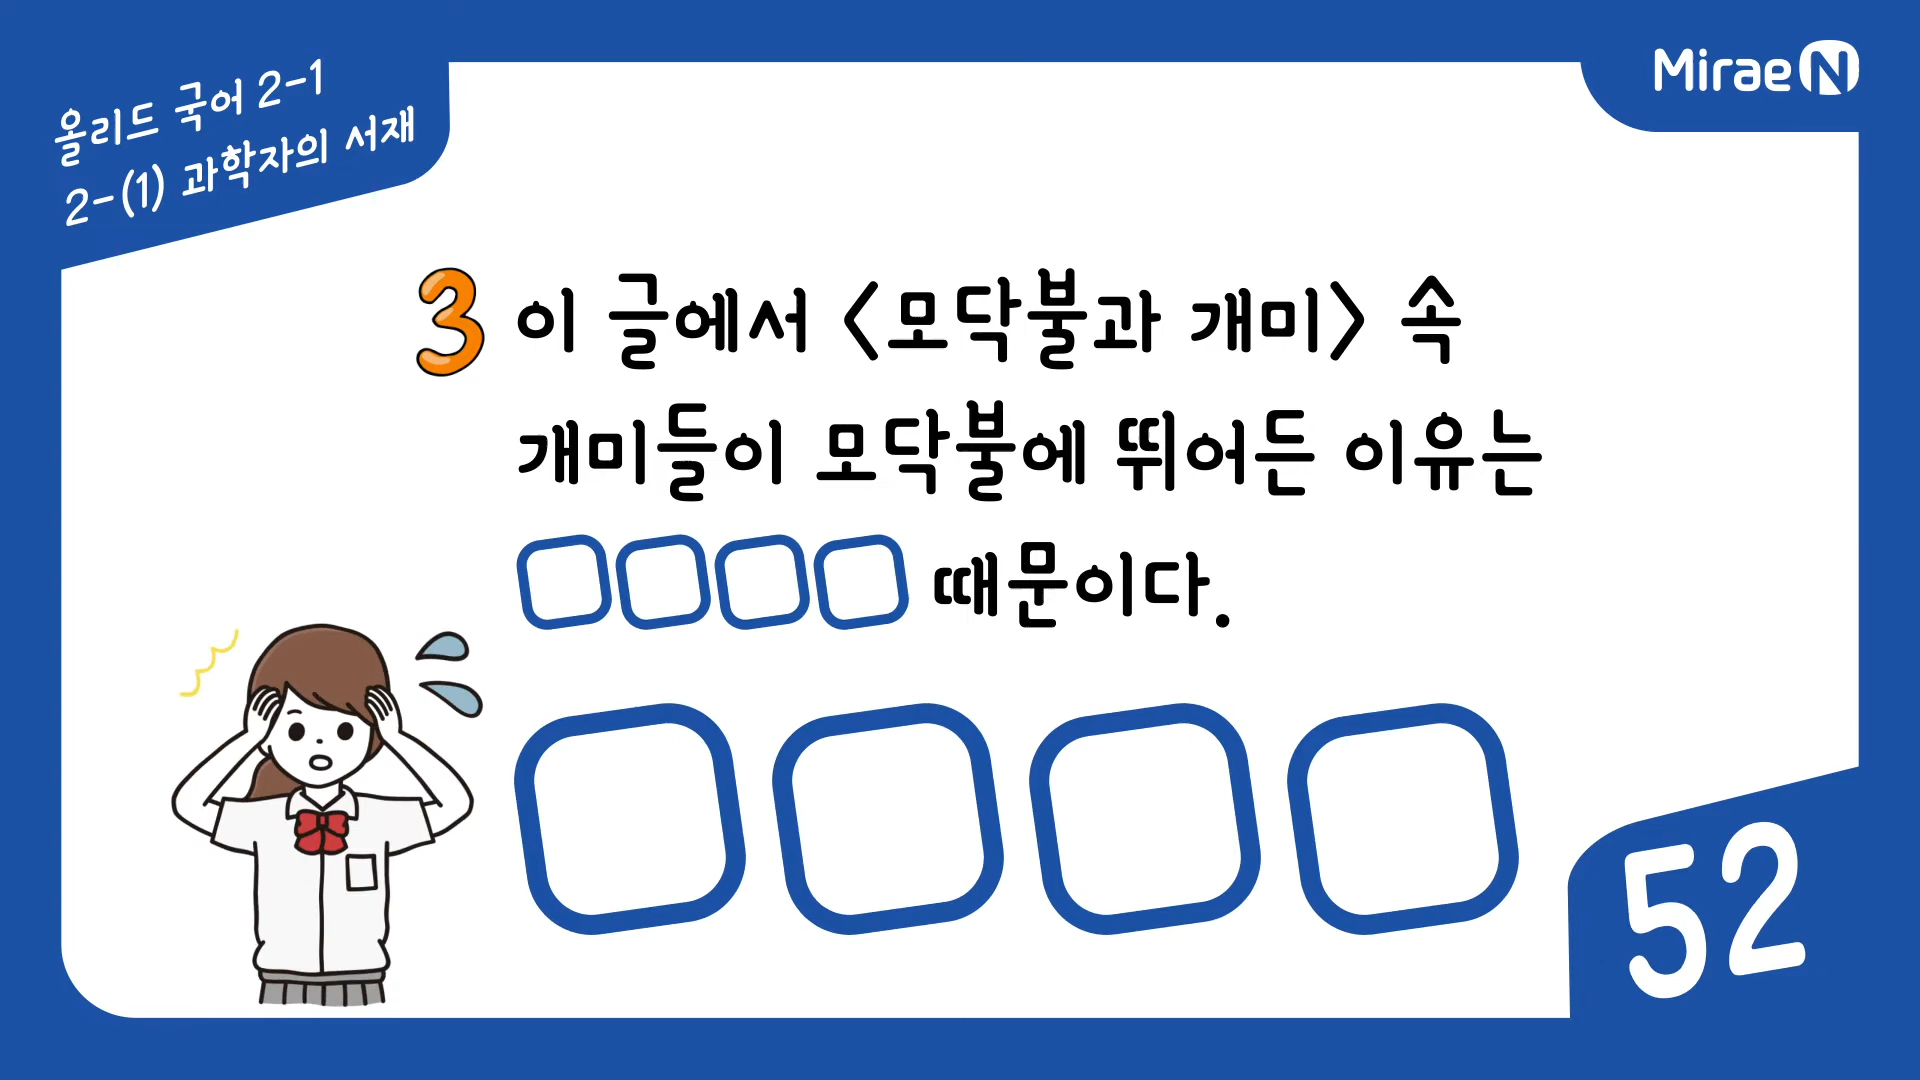 올리드 국어 2-1
2-(1) 과학자의 서재
Mirae N
3 이 글에서 <모닥불과 개미> 속
개미들이 모닥불에 뛰어든 이유는
때문이다.
52